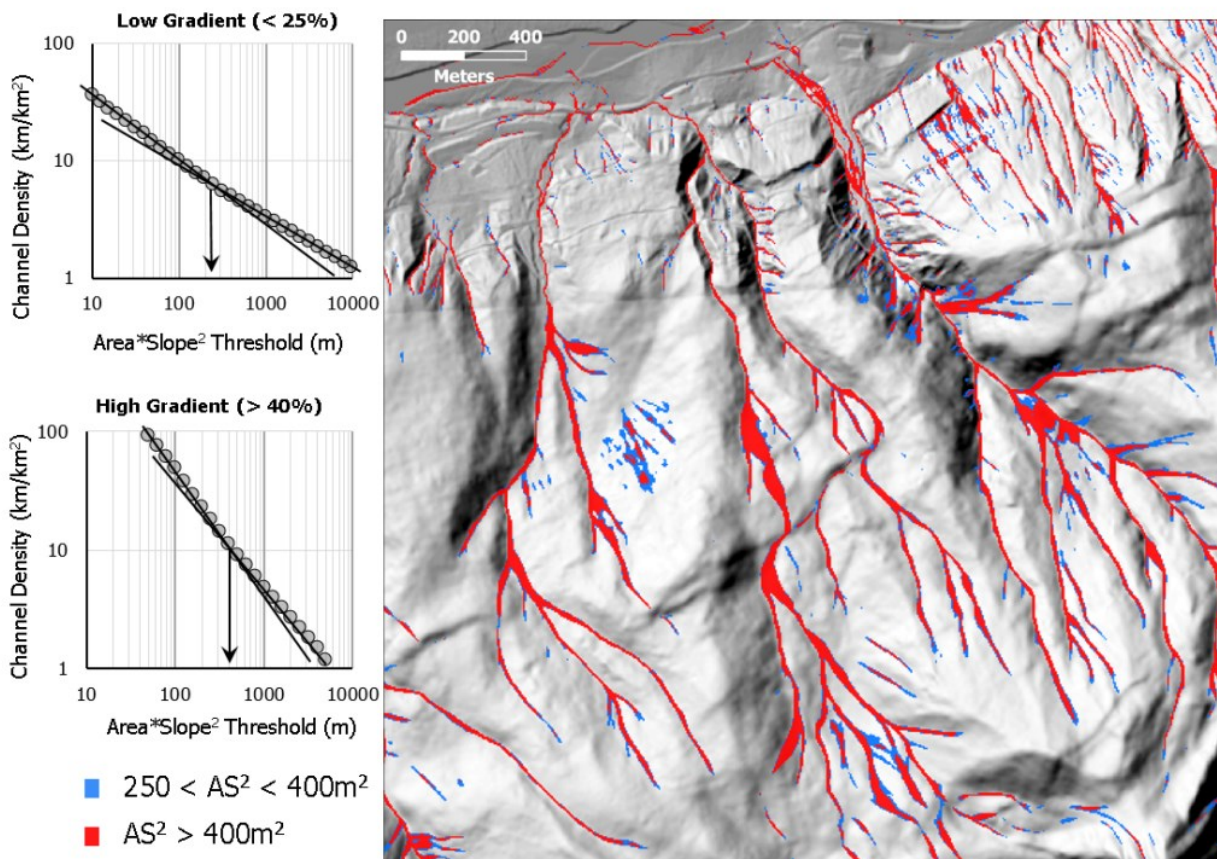 Low Gradient (< 25%)
100
10
1
10 100 1000 10000
Channel Density (km/km²)
Area*Slope² Threshold (m)
High Gradient (> 40%)
100
10
1
10 100 1000 10000
Channel Density (km/km²)
Area*Slope² Threshold (m)
250 < AS² < 400m²
AS² > 400m²
0 200 400
Meters